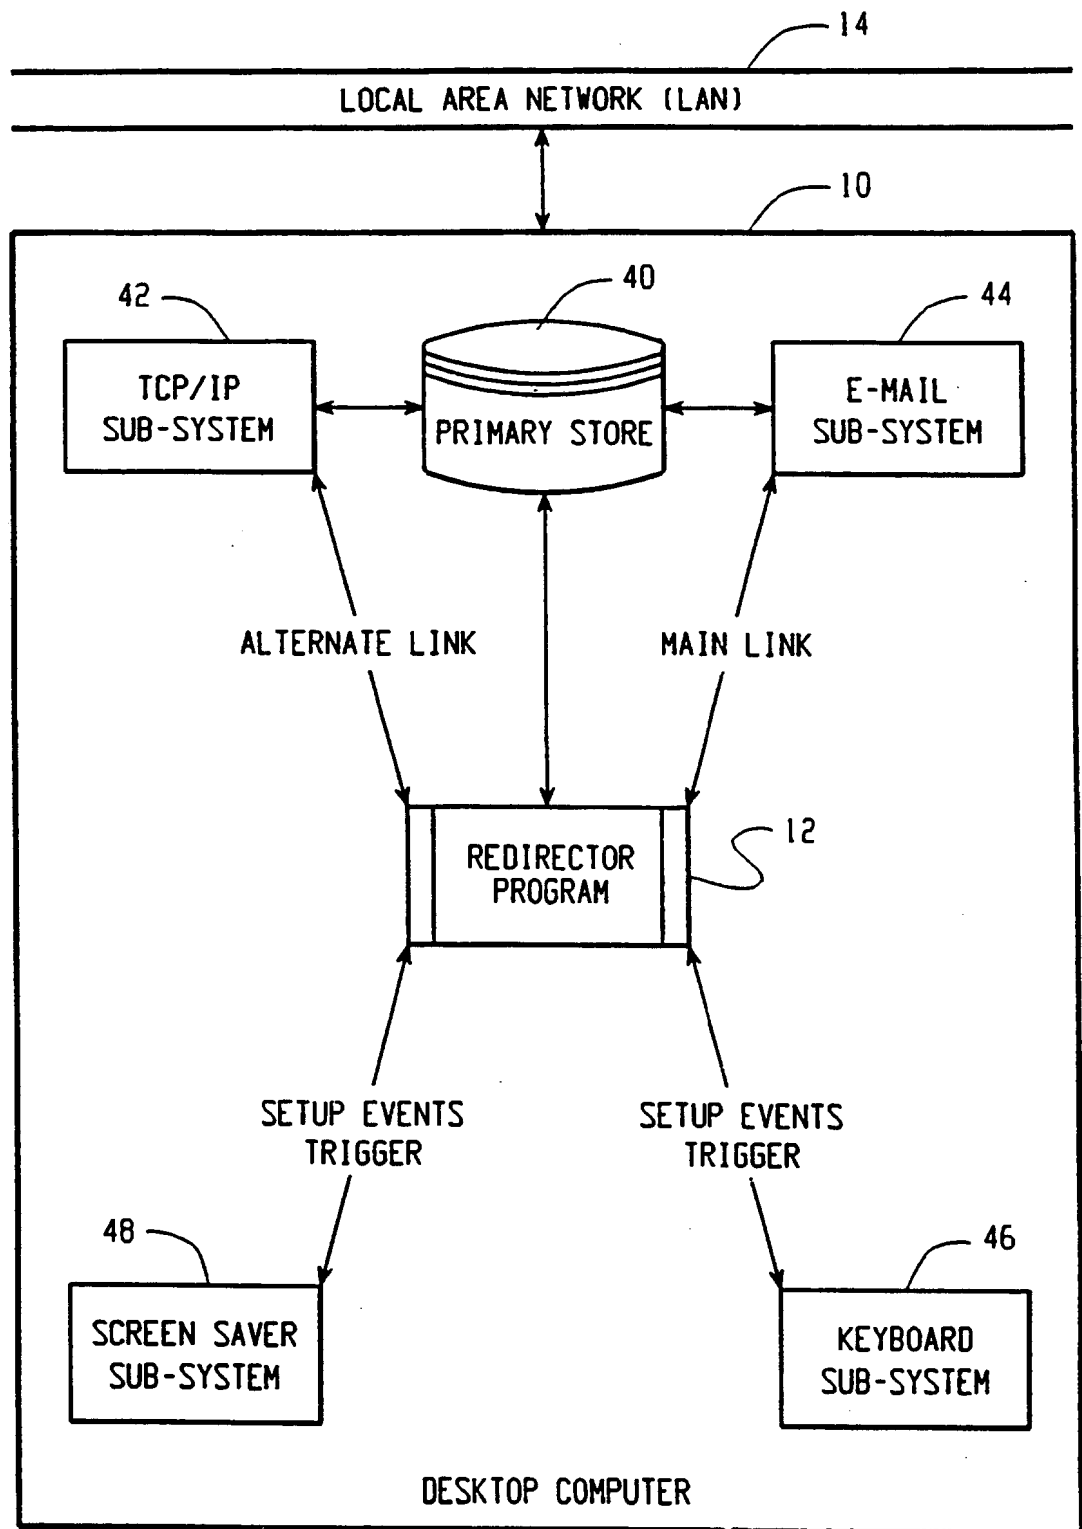 14
LOCAL AREA NETWORK (LAN)
10
42
40
44
TCP/IP
SUB-SYSTEM
PRIMARY STORE
E-MAIL
SUB-SYSTEM
ALTERNATE LINK
MAIN LINK
REDIRECTOR
PROGRAM
12
SETUP EVENTS
TRIGGER
SETUP EVENTS
TRIGGER
48
46
SCREEN SAVER
SUB-SYSTEM
KEYBOARD
SUB-SYSTEM
DESKTOP COMPUTER